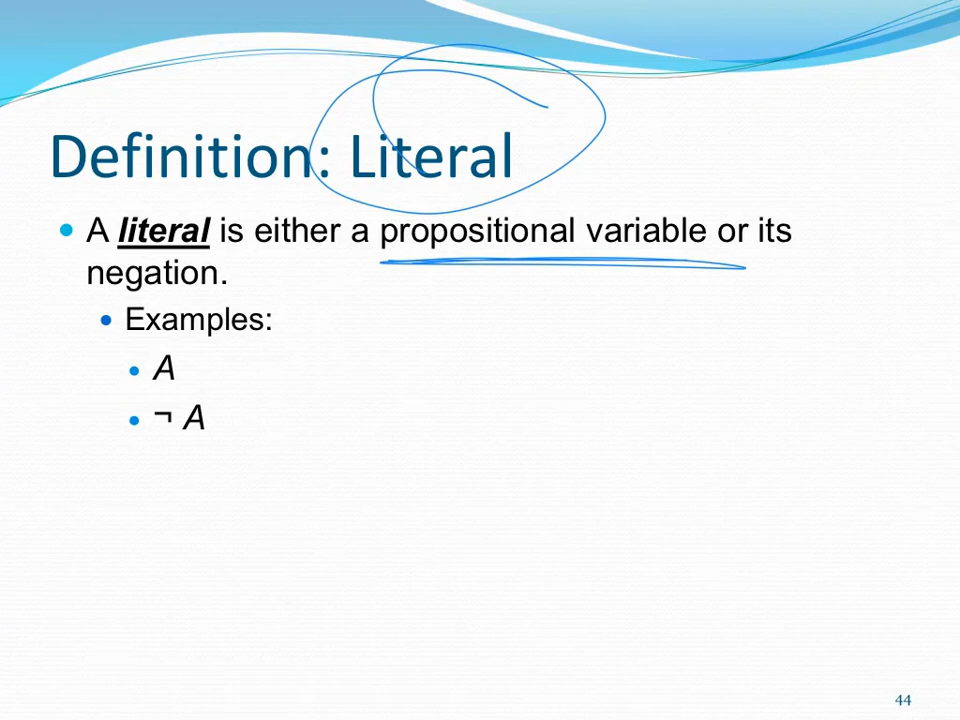 Definition: Literal
A literal is either a propositional variable or its
negation.
Examples:
A
¬ A
44